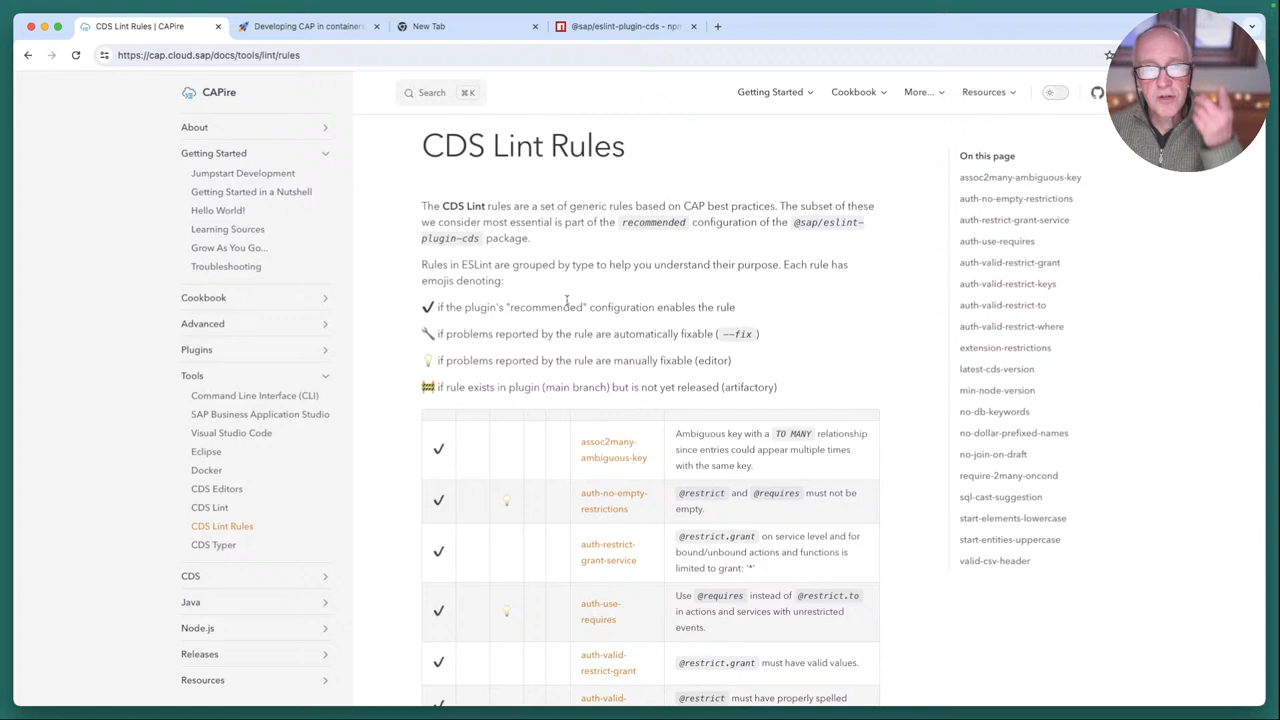 CDS Lint Rules | CAPire
Developing CAP in containers
New Tab
@sap/eslint-plugin-cds - npm
https://cap.cloud.sap/docs/tools/lint/rules
CAPire
Search ⌘K
Getting Started
Cookbook
More...
Resources
About
Getting Started
Jumpstart Development
Getting Started in a Nutshell
Hello World!
Learning Sources
Grow As You Go...
Troubleshooting
Cookbook
Advanced
Plugins
Tools
Command Line Interface (CLI)
SAP Business Application Studio
Visual Studio Code
Eclipse
Docker
CDS Editors
CDS Lint
CDS Lint Rules
CDS Typer
CDS
Java
Node.js
Releases
Resources
CDS Lint Rules
The CDS Lint rules are a set of generic rules based on CAP best practices. The subset of these
we consider most essential is part of the recommended configuration of the @sap/eslint-
plugin-cds package.
Rules in ESLint are grouped by type to help you understand their purpose. Each rule has
emojis denoting:
✔ if the plugin's "recommended" configuration enables the rule
🔧 if problems reported by the rule are automatically fixable ( --fix )
💡 if problems reported by the rule are manually fixable (editor)
🚧 if rule exists in plugin (main branch) but is not yet released (artifactory)
✔ assoc2many-
ambiguous-key
Ambiguous key with a TO MANY relationship
since entries could appear multiple times
with the same key.
✔ 💡 auth-no-empty-
restrictions
@restrict and @requires must not be
empty.
✔ auth-restrict-
grant-service
@restrict.grant on service level and for
bound/unbound actions and functions is
limited to grant: '*'
✔ 💡 auth-use-
requires
Use @requires instead of @restrict.to
in actions and services with unrestricted
events.
✔ auth-valid-
restrict-grant
@restrict.grant must have valid values.
✔ auth-valid-
@restrict must have properly spelled
On this page
assoc2many-ambiguous-key
auth-no-empty-restrictions
auth-restrict-grant-service
auth-use-requires
auth-valid-restrict-grant
auth-valid-restrict-keys
auth-valid-restrict-to
auth-valid-restrict-where
extension-restrictions
latest-cds-version
min-node-version
no-db-keywords
no-dollar-prefixed-names
no-join-on-draft
require-2many-oncond
sql-cast-suggestion
start-elements-lowercase
start-entities-uppercase
valid-csv-header